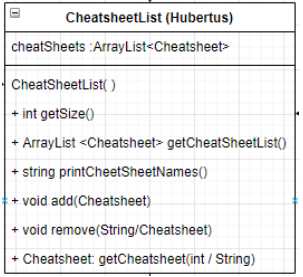 CheatsheetList (Hubertus)
cheatSheets :ArrayList<Cheatsheet>
CheatSheetList( )
+ int getSize()
+ ArrayList <Cheatsheet> getCheatSheetList()
+ string printCheetSheetNames()
+ void add(Cheatsheet)
+ void remove(String/Cheatsheet)
+ Cheatsheet: getCheatsheet(int / String)